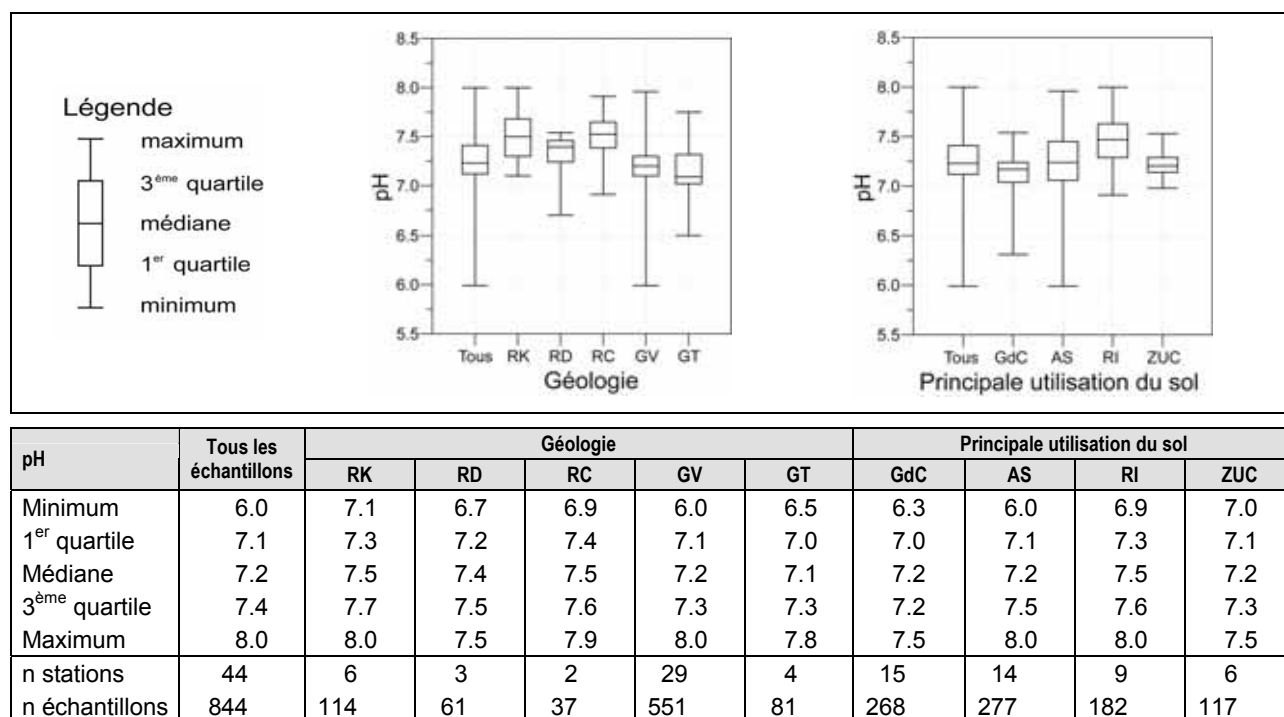 Légende
maximum
3ème quartile
médiane
1er quartile
minimum
8.5
8.0
7.5
7.0
6.5
6.0
5.5
pH
Tous RK RD RC GV GT
Géologie
8.5
8.0
7.5
7.0
6.5
6.0
5.5
pH
Tous GdC AS RI ZUC
Principale utilisation du sol
pH Tous les échantillons Géologie Principale utilisation du sol
RK RD RC GV GT GdC AS RI ZUC
Minimum 6.0 7.1 6.7 6.9 6.0 6.5 6.3 6.0 6.9 7.0
1er quartile 7.1 7.3 7.2 7.4 7.1 7.0 7.0 7.1 7.3 7.1
Médiane 7.2 7.5 7.4 7.5 7.2 7.1 7.2 7.2 7.5 7.2
3ème quartile 7.4 7.7 7.5 7.6 7.3 7.3 7.2 7.5 7.6 7.3
Maximum 8.0 8.0 7.5 7.9 8.0 7.8 7.5 8.0 8.0 7.5
n stations 44 6 3 2 29 4 15 14 9 6
n échantillons 844 114 61 37 551 81 268 277 182 117